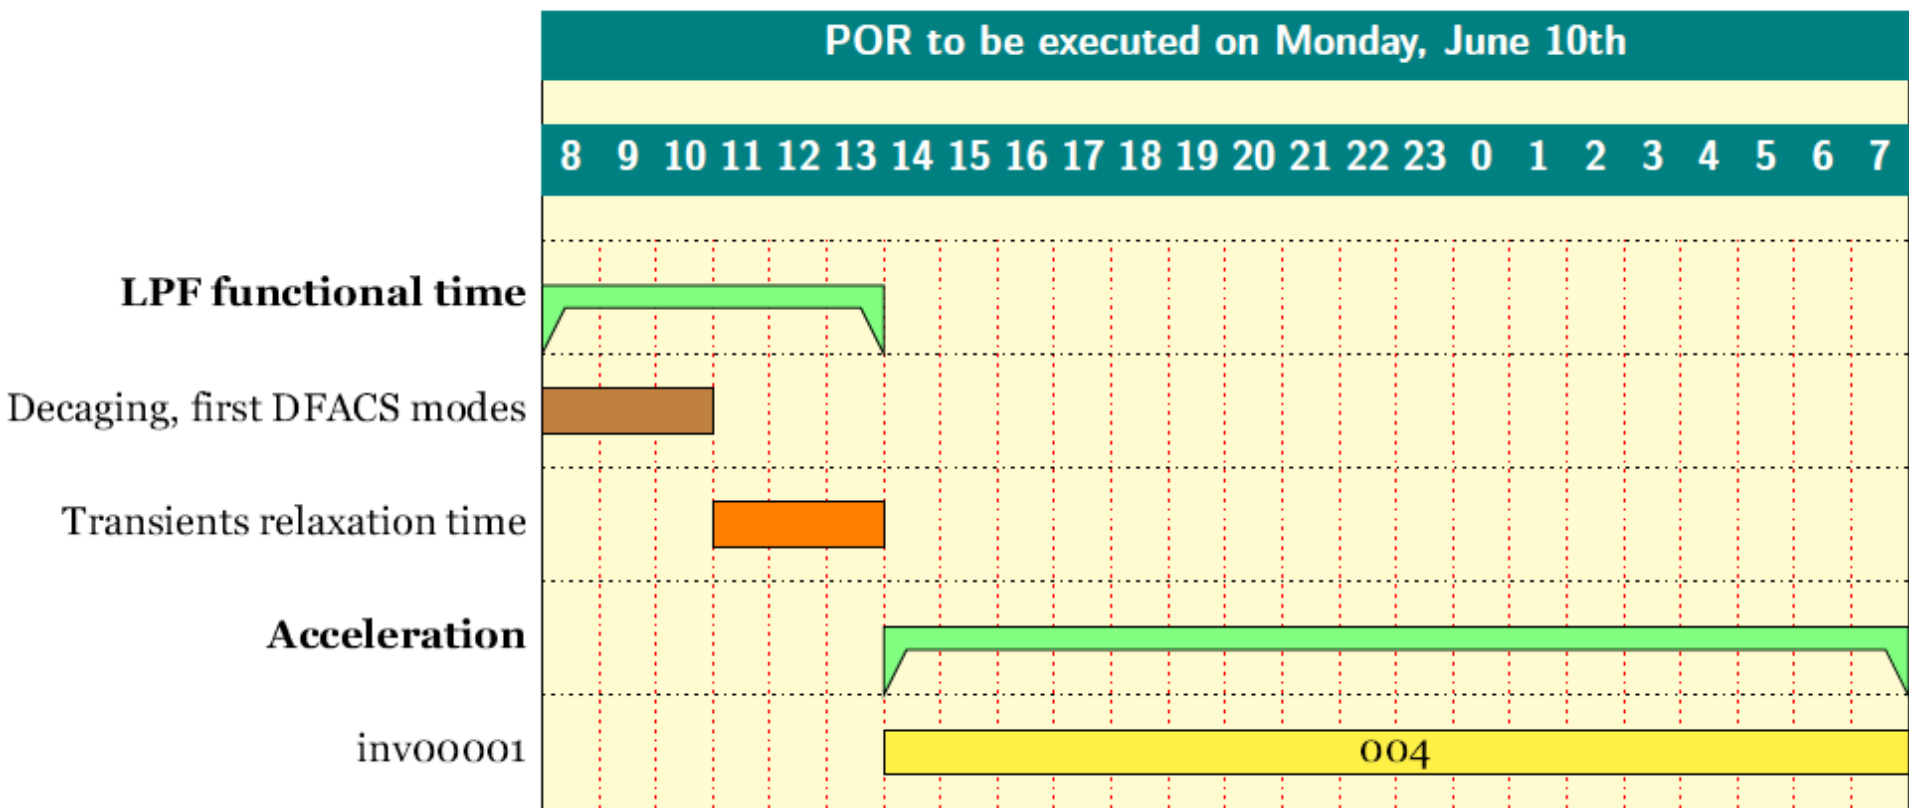 POR to be executed on Monday, June 10th
8 9 10 11 12 13 14 15 16 17 18 19 20 21 22 23 0 1 2 3 4 5 6 7
LPF functional time
Decaging, first DFACS modes
Transients relaxation time
Acceleration
inv00001 004